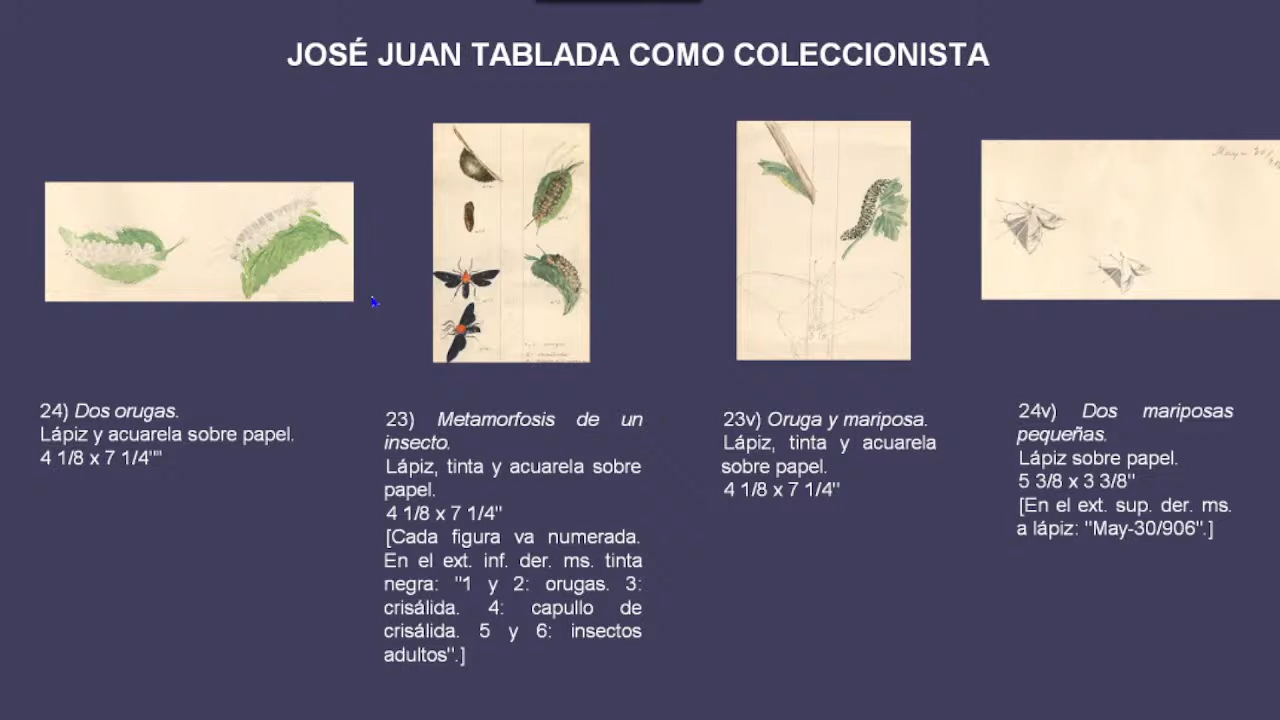 JOSÉ JUAN TABLADA COMO COLECCIONISTA
24) Dos orugas.
Lápiz y acuarela sobre papel.
4 1/8 x 7 1/4""
23) Metamorfosis de un
insecto.
Lápiz, tinta y acuarela sobre
papel.
4 1/8 x 7 1/4"
[Cada figura va numerada.
En el ext. inf. der. ms. tinta
negra: "1 y 2: orugas. 3:
crisálida. 4: capullo de
crisálida. 5 y 6: insectos
adultos".]
23v) Oruga y mariposa.
Lápiz, tinta y acuarela
sobre papel.
4 1/8 x 7 1/4"
24v) Dos mariposas
pequeñas.
Lápiz sobre papel.
5 3/8 x 3 3/8"
[En el ext. sup. der. ms.
a lápiz: "May-30/906".]